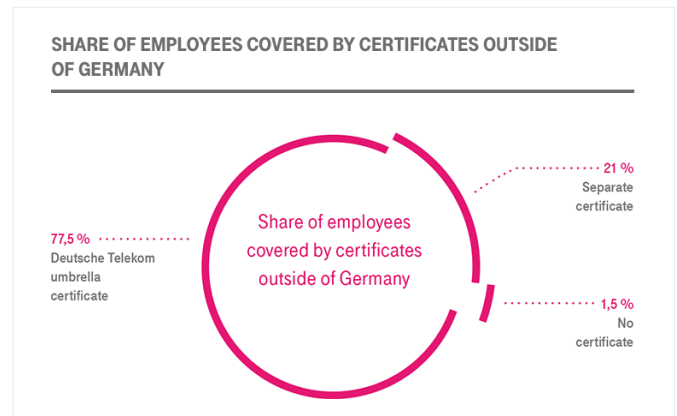 SHARE OF EMPLOYEES COVERED BY CERTIFICATES OUTSIDE
OF GERMANY
21 %
Separate
certificate
Share of employees
covered by certificates
outside of Germany
77,5 %
Deutsche Telekom
umbrella
certificate
1,5 %
No
certificate